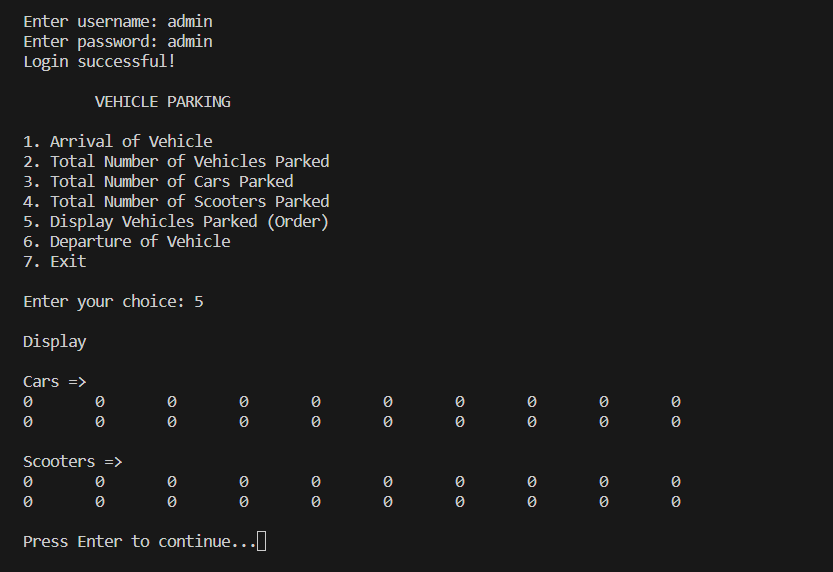 Enter username: admin
Enter password: admin
Login successful!
VEHICLE PARKING
1. Arrival of Vehicle
2. Total Number of Vehicles Parked
3. Total Number of Cars Parked
4. Total Number of Scooters Parked
5. Display Vehicles Parked (Order)
6. Departure of Vehicle
7. Exit
Enter your choice: 5
Display
Cars =>
0 0 0 0 0 0 0 0 0 0
0 0 0 0 0 0 0 0 0 0
Scooters =>
0 0 0 0 0 0 0 0 0 0
0 0 0 0 0 0 0 0 0 0
Press Enter to continue...